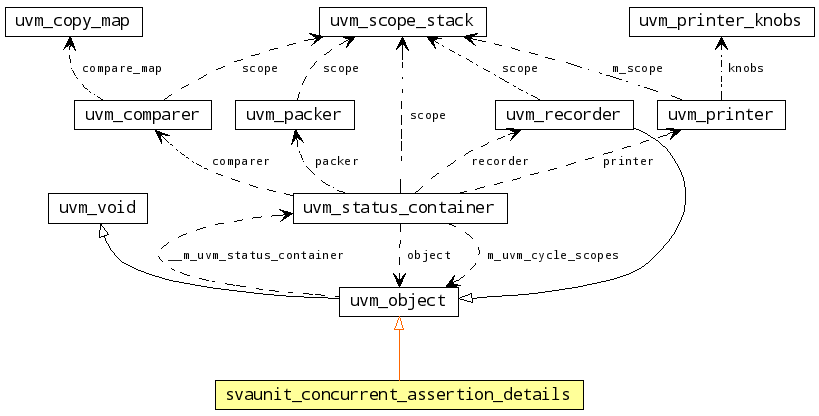 uvm_copy_map
uvm_scope_stack
uvm_printer_knobs
compare_map
scope
scope
scope
m_scope
knobs
uvm_comparer
uvm_packer
scope
uvm_recorder
uvm_printer
comparer
packer
recorder
printer
uvm_void
uvm_status_container
__m_uvm_status_container
object
m_uvm_cycle_scopes
uvm_object
svaunit_concurrent_assertion_details